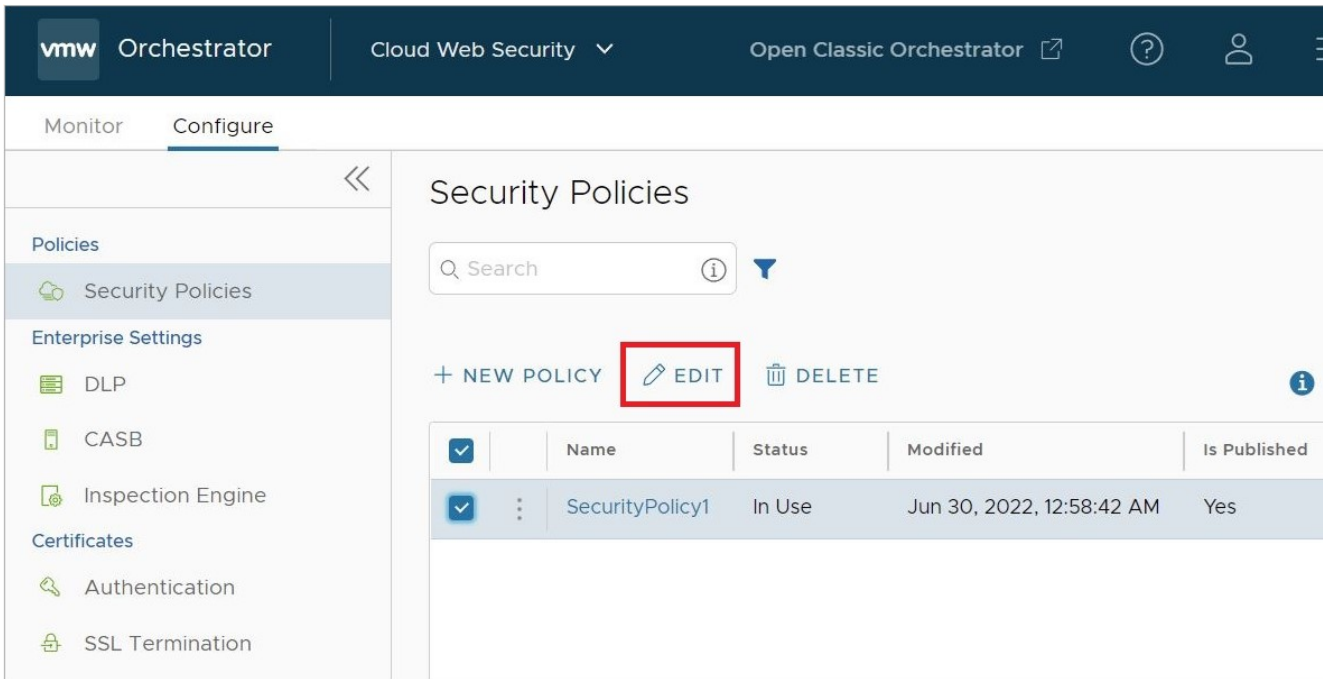 vmw Orchestrator Cloud Web Security Open Classic Orchestrator
Monitor Configure
Policies
Security Policies
Enterprise Settings
DLP
CASB
Inspection Engine
Certificates
Authentication
SSL Termination
Security Policies
Search
+ NEW POLICY EDIT DELETE
Name Status Modified Is Published
SecurityPolicy1 In Use Jun 30, 2022, 12:58:42 AM Yes